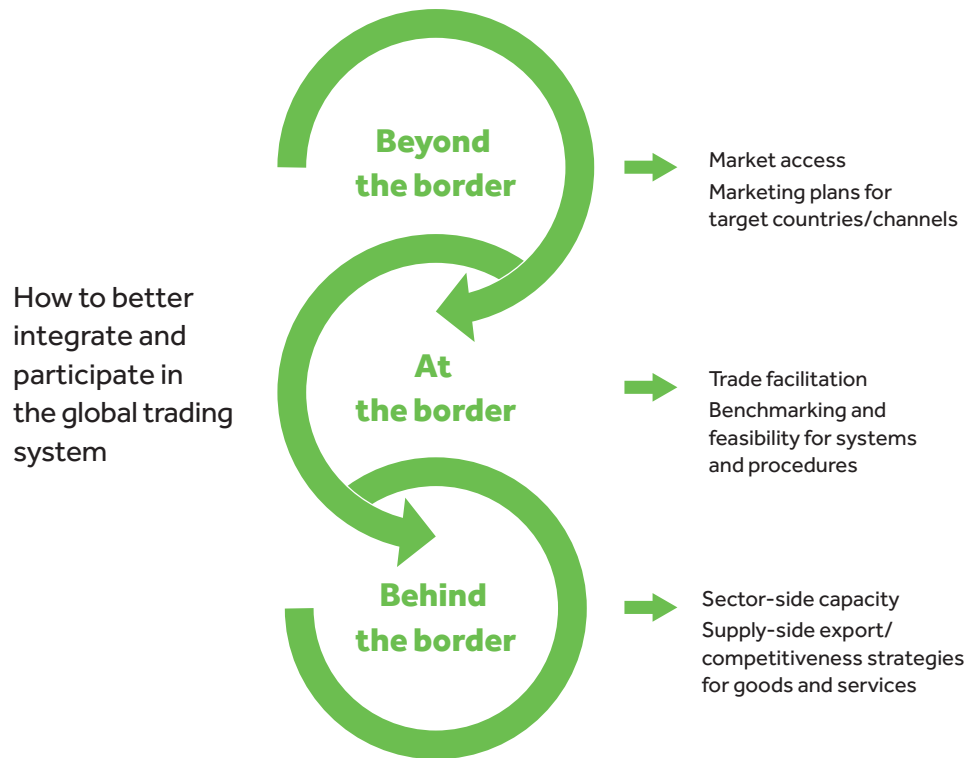 How to better
integrate and
participate in
the global trading
system
Beyond
the border
Market access
Marketing plans for
target countries/channels
At
the border
Trade facilitation
Benchmarking and
feasibility for systems
and procedures
Behind
the border
Sector-side capacity
Supply-side export/
competitiveness strategies
for goods and services